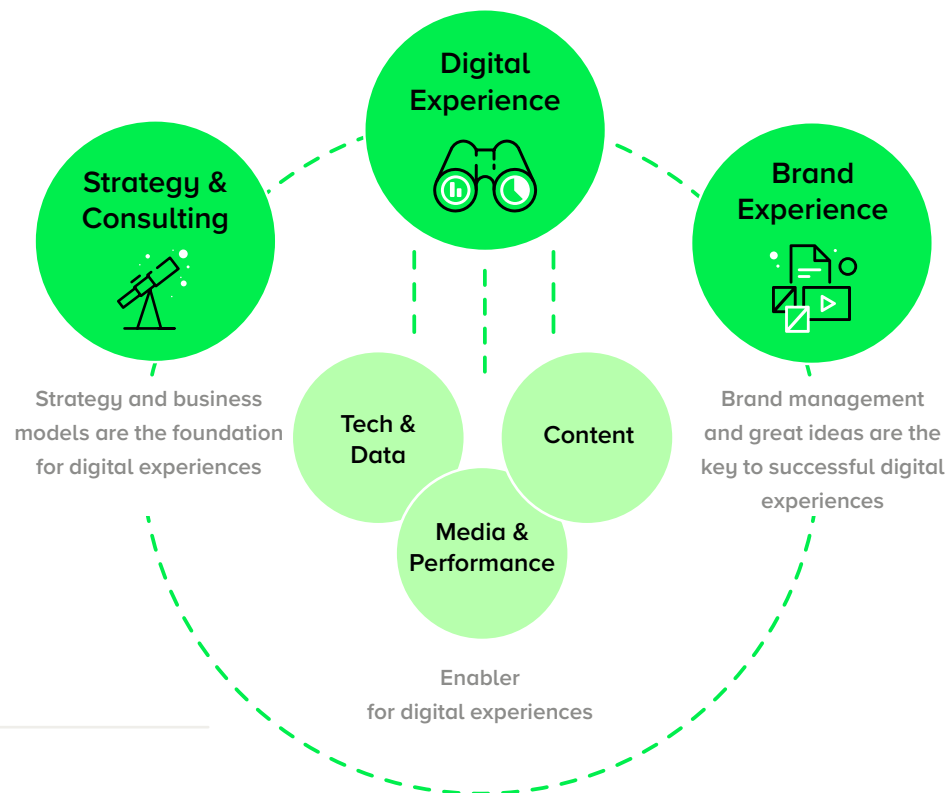 Digital
Experience
Strategy &
Consulting
Brand
Experience
Strategy and business
models are the foundation
for digital experiences
Brand management
and great ideas are the
key to successful digital
experiences
Tech &
Data
Content
Media &
Performance
Enabler
for digital experiences